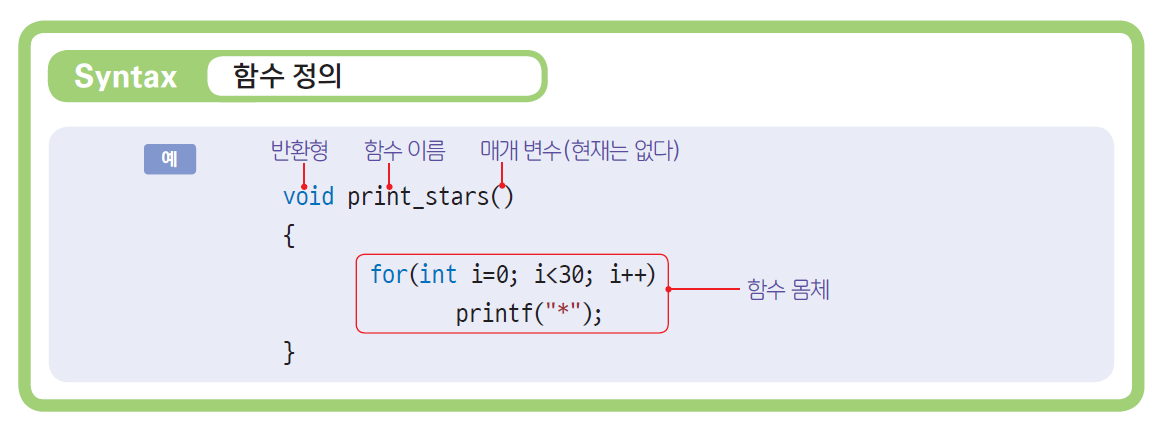 Syntax 함수 정의
예
반환형 함수 이름 매개 변수(현재는 없다)
void print_stars()
{
for(int i=0; i<30; i++)
함수 몸체
printf("*");
}